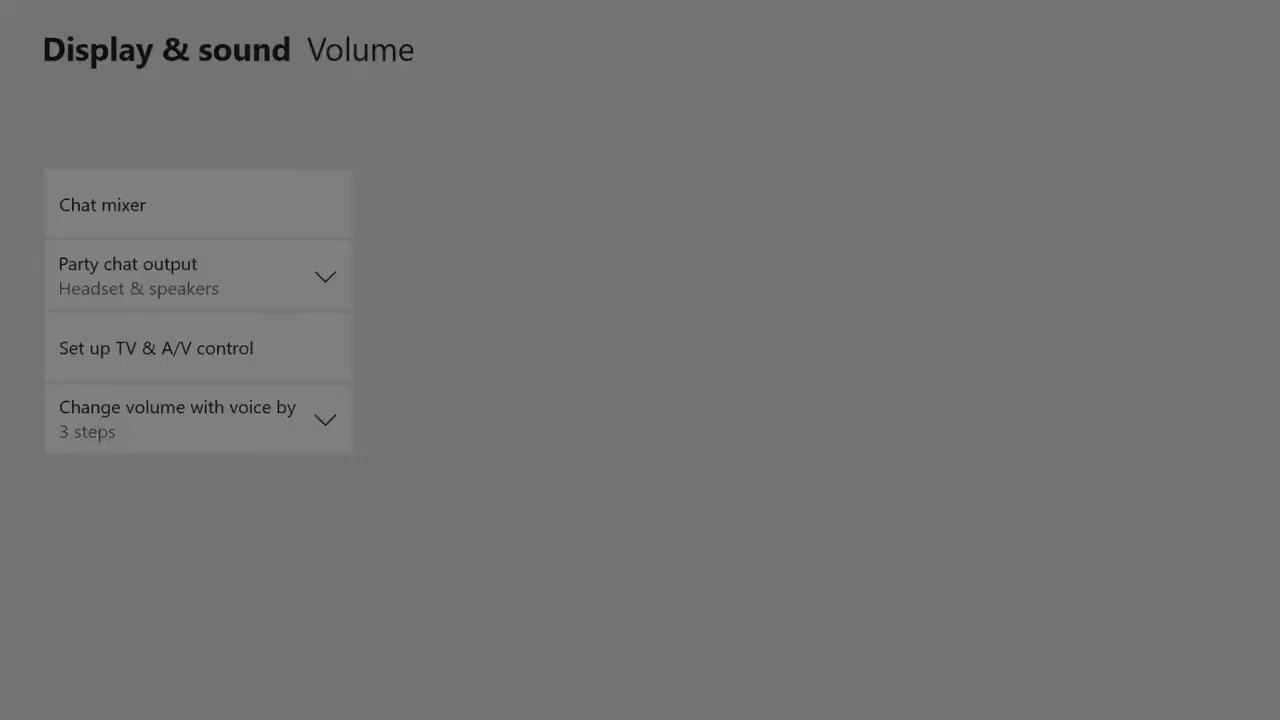 Display & sound Volume
Chat mixer
Party chat output
Headset & speakers
Set up TV & A/V control
Change volume with voice by
3 steps